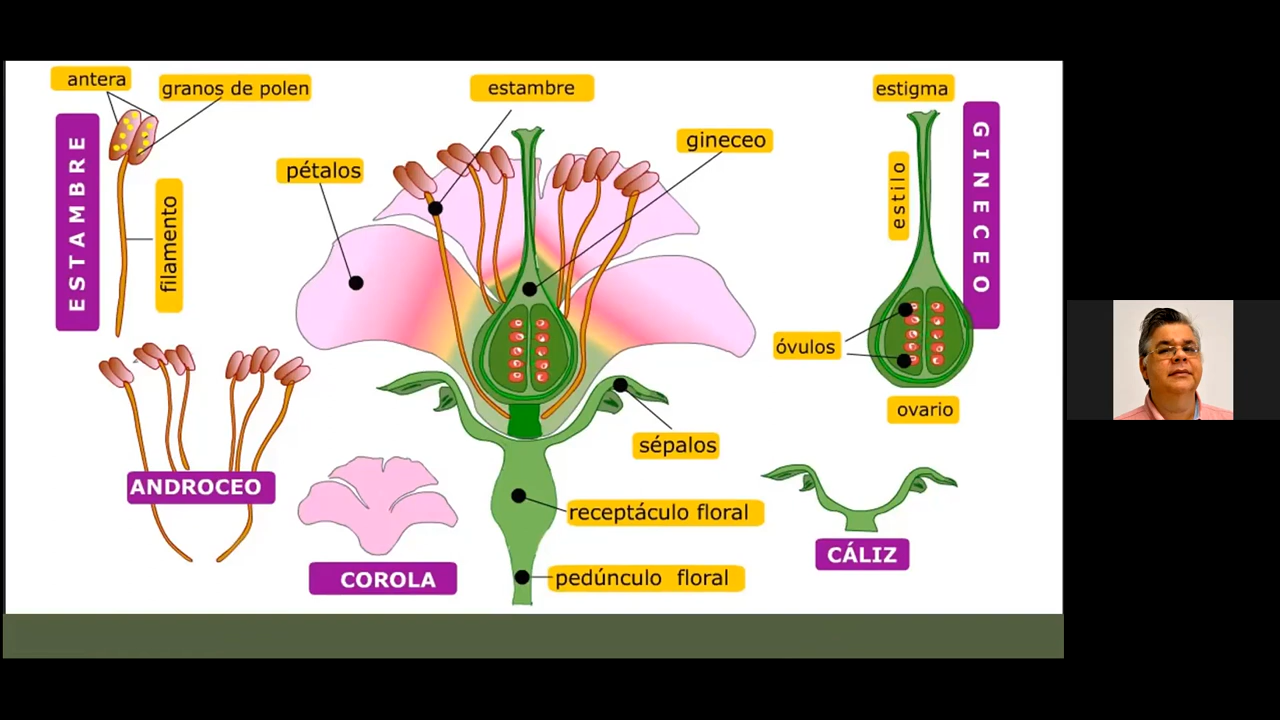 antera
granos de polen
ESTAMBRE
filamento
ANDROCEO
estambre
gineceo
pétalos
sépalos
receptáculo floral
pedúnculo floral
COROLA
estigma
GINECEO
estilo
óvulos
ovario
CÁLIZ